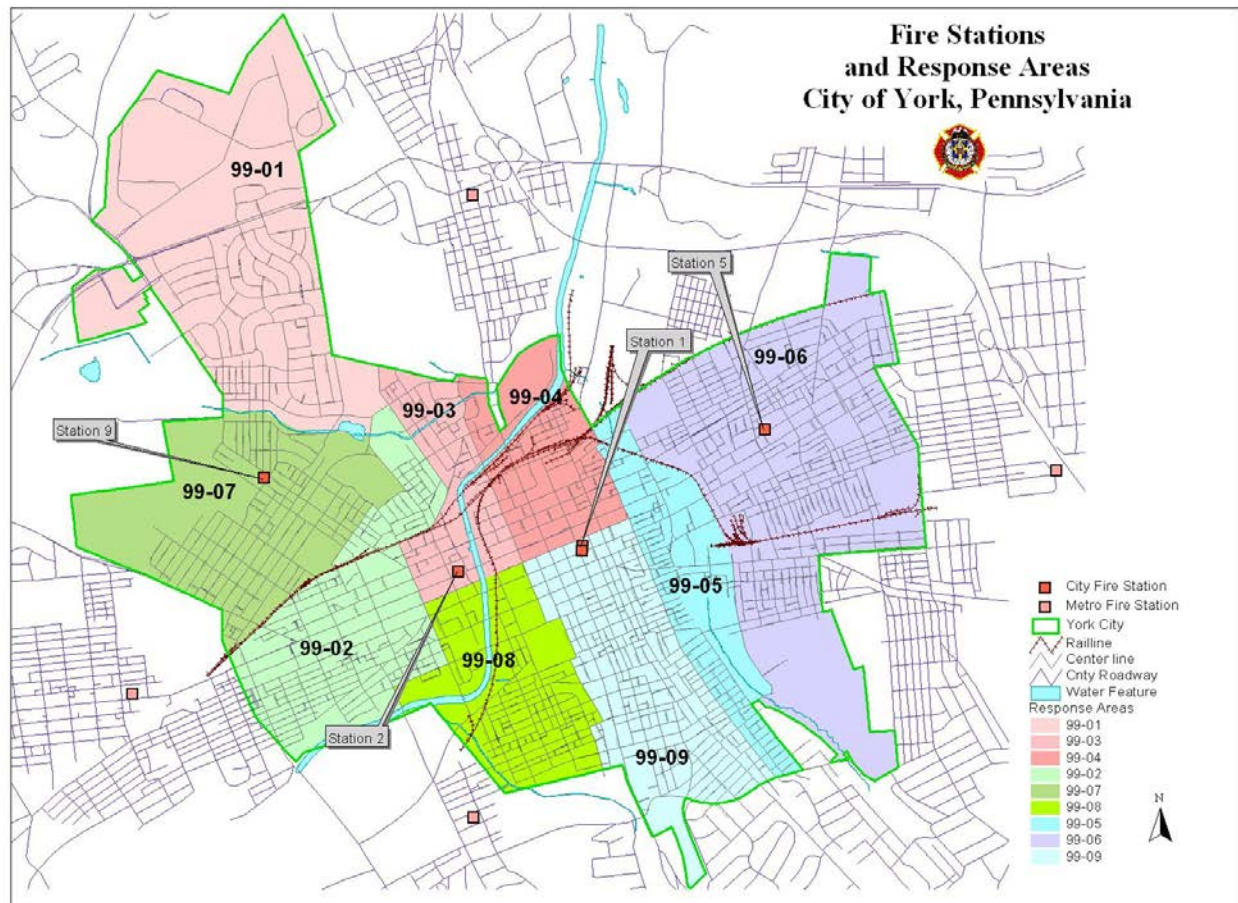 Fire Stations
and Response Areas
City of York, Pennsylvania
99-01
Station 5
Station 1
99-06
99-03
99-04
Station 9
99-07
99-05
99-02
99-08
Station 2
99-09
City Fire Station
Metro Fire Station
York City
Railline
Center line
Cnty Roadway
Water Feature
Response Areas
99-01
99-03
99-04
99-02
99-07
99-08
99-05
99-06
99-09
N